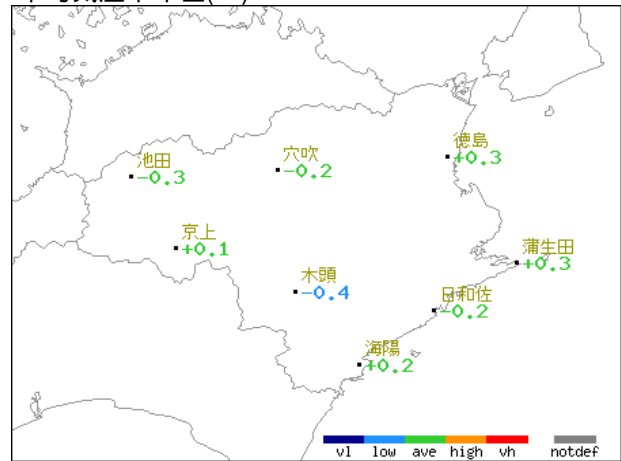 徳島
+0.3
穴吹
-0.2
池田
-0.3
京上
+0.1
蒲生田
+0.3
木頭
-0.4
日和佐
-0.2
海陽
+0.2
vl low ave high vh notdef